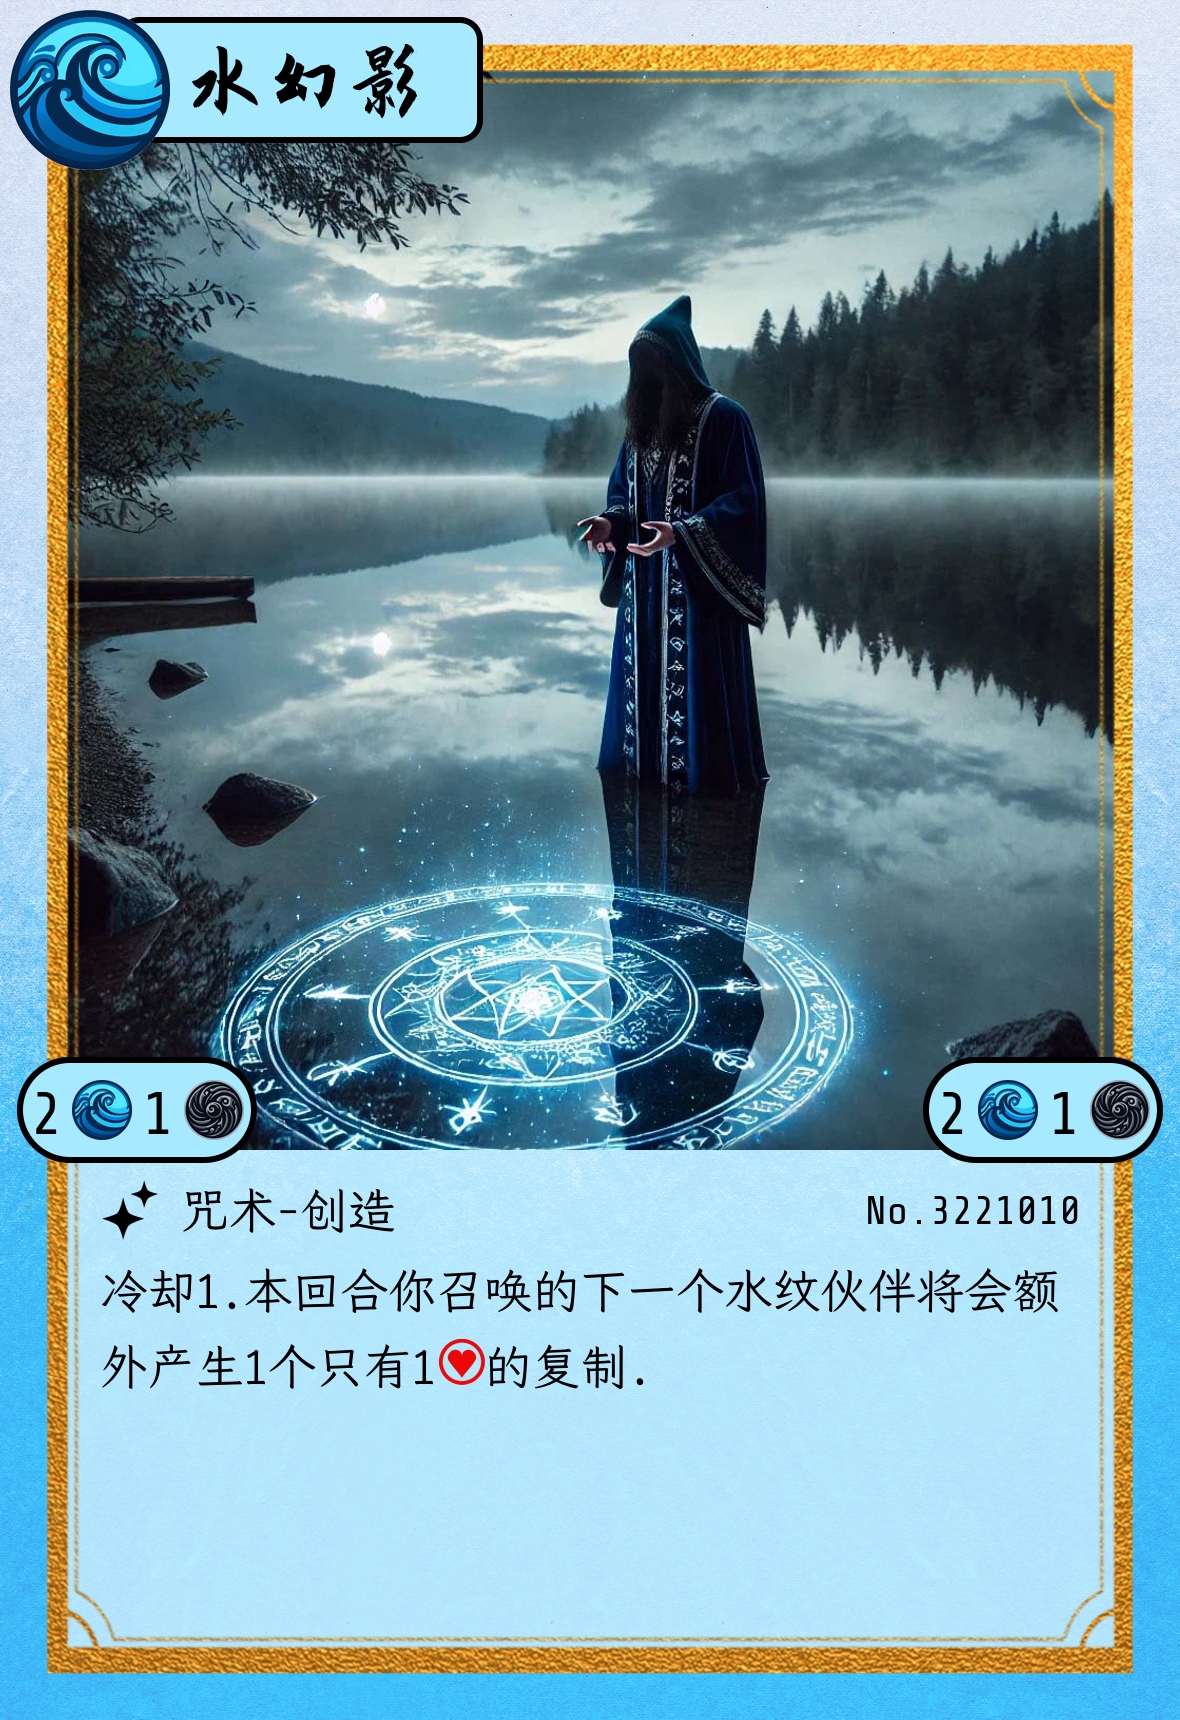 水幻影
2 1
2 1
咒术-创造
No.3221010
冷却1.本回合你召唤的下一个水纹伙伴将会额
外产生1个只有1的复制.